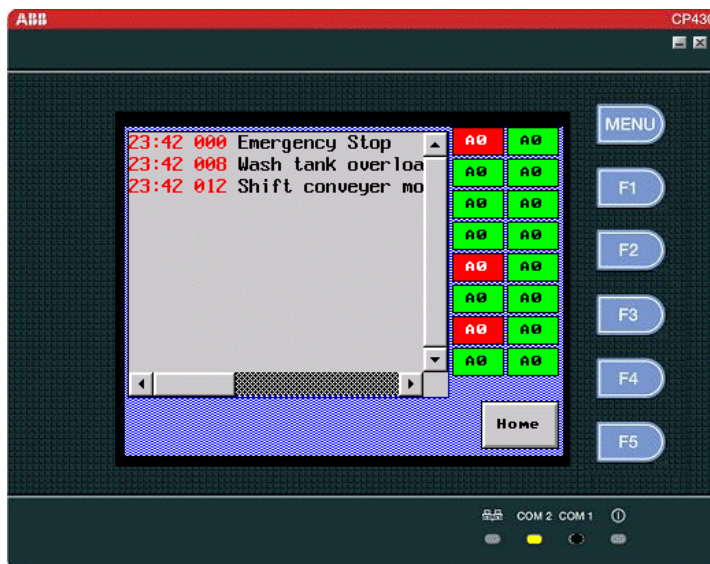 ABB
CP430
MENU
23:42 000 Emergency Stop
23:42 008 Wash tank overloa
23:42 012 Shift conveyer mo
A0 A0
A0 A0
A0 A0
A0 A0
A0 A0
A0 A0
A0 A0
A0 A0
Home
F1
F2
F3
F4
F5
COM 2 COM 1